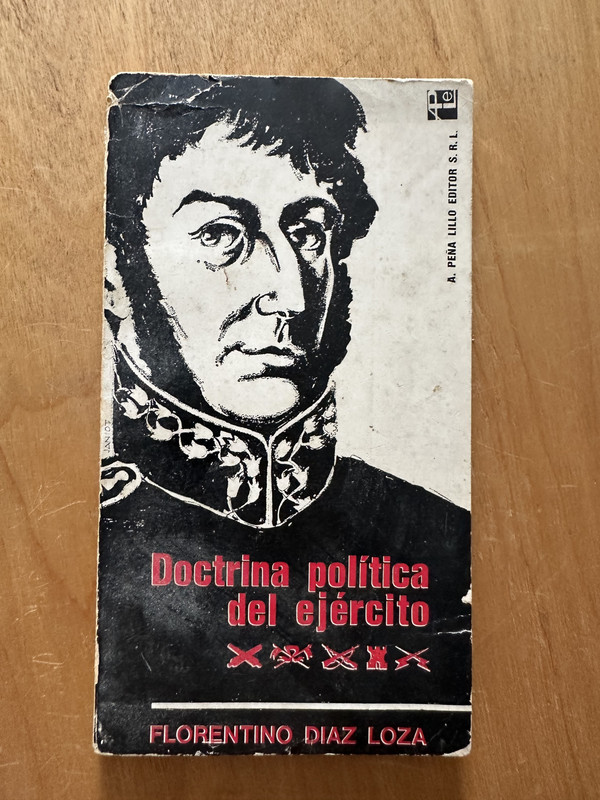 A. PEÑA LILLO EDITOR S. R. L.
Doctrina política
del ejército
FLORENTINO DIAZ LOZA